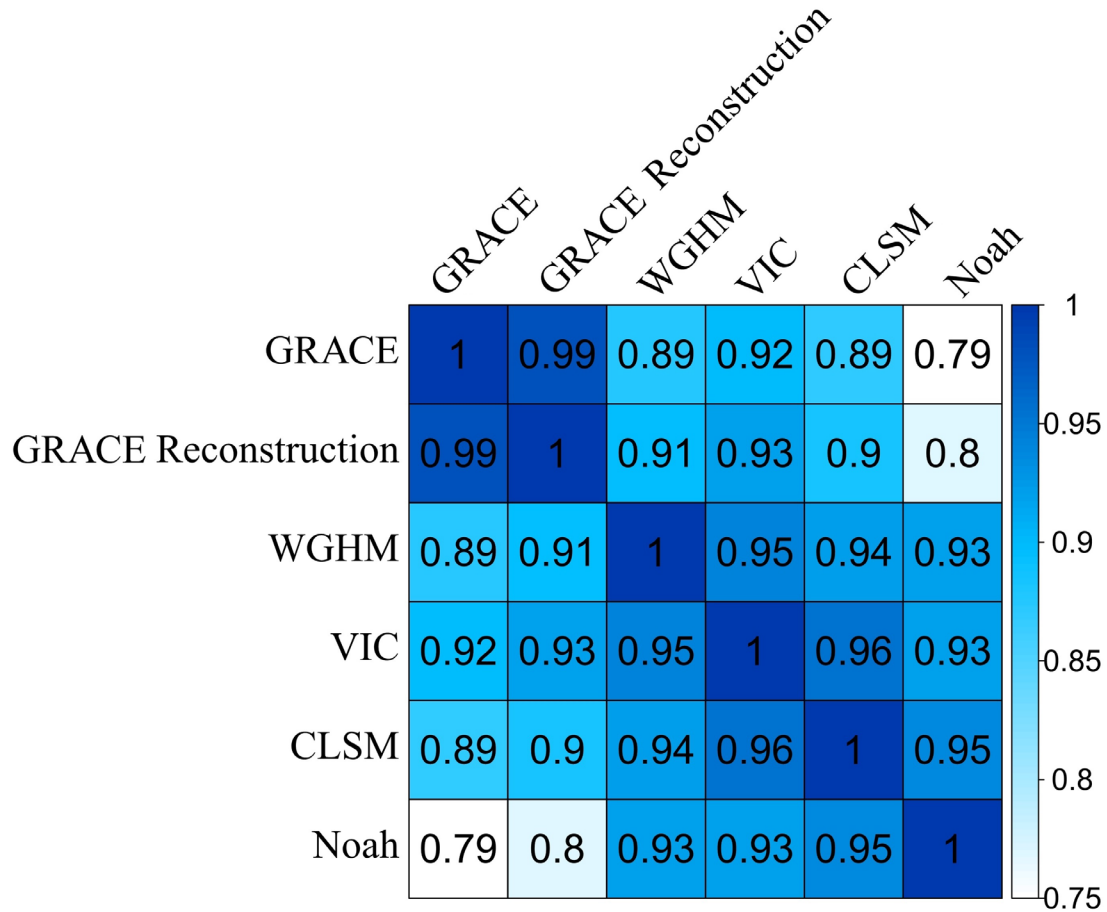 GRACE
GRACE Reconstruction
WGHM
VIC
CLSM
Noah
GRACE 1 0.99 0.89 0.92 0.89 0.79
GRACE Reconstruction 0.99 1 0.91 0.93 0.9 0.8
WGHM 0.89 0.91 1 0.95 0.94 0.93
VIC 0.92 0.93 0.95 1 0.96 0.93
CLSM 0.89 0.9 0.94 0.96 1 0.95
Noah 0.79 0.8 0.93 0.93 0.95 1
1
0.95
0.9
0.85
0.8
0.75